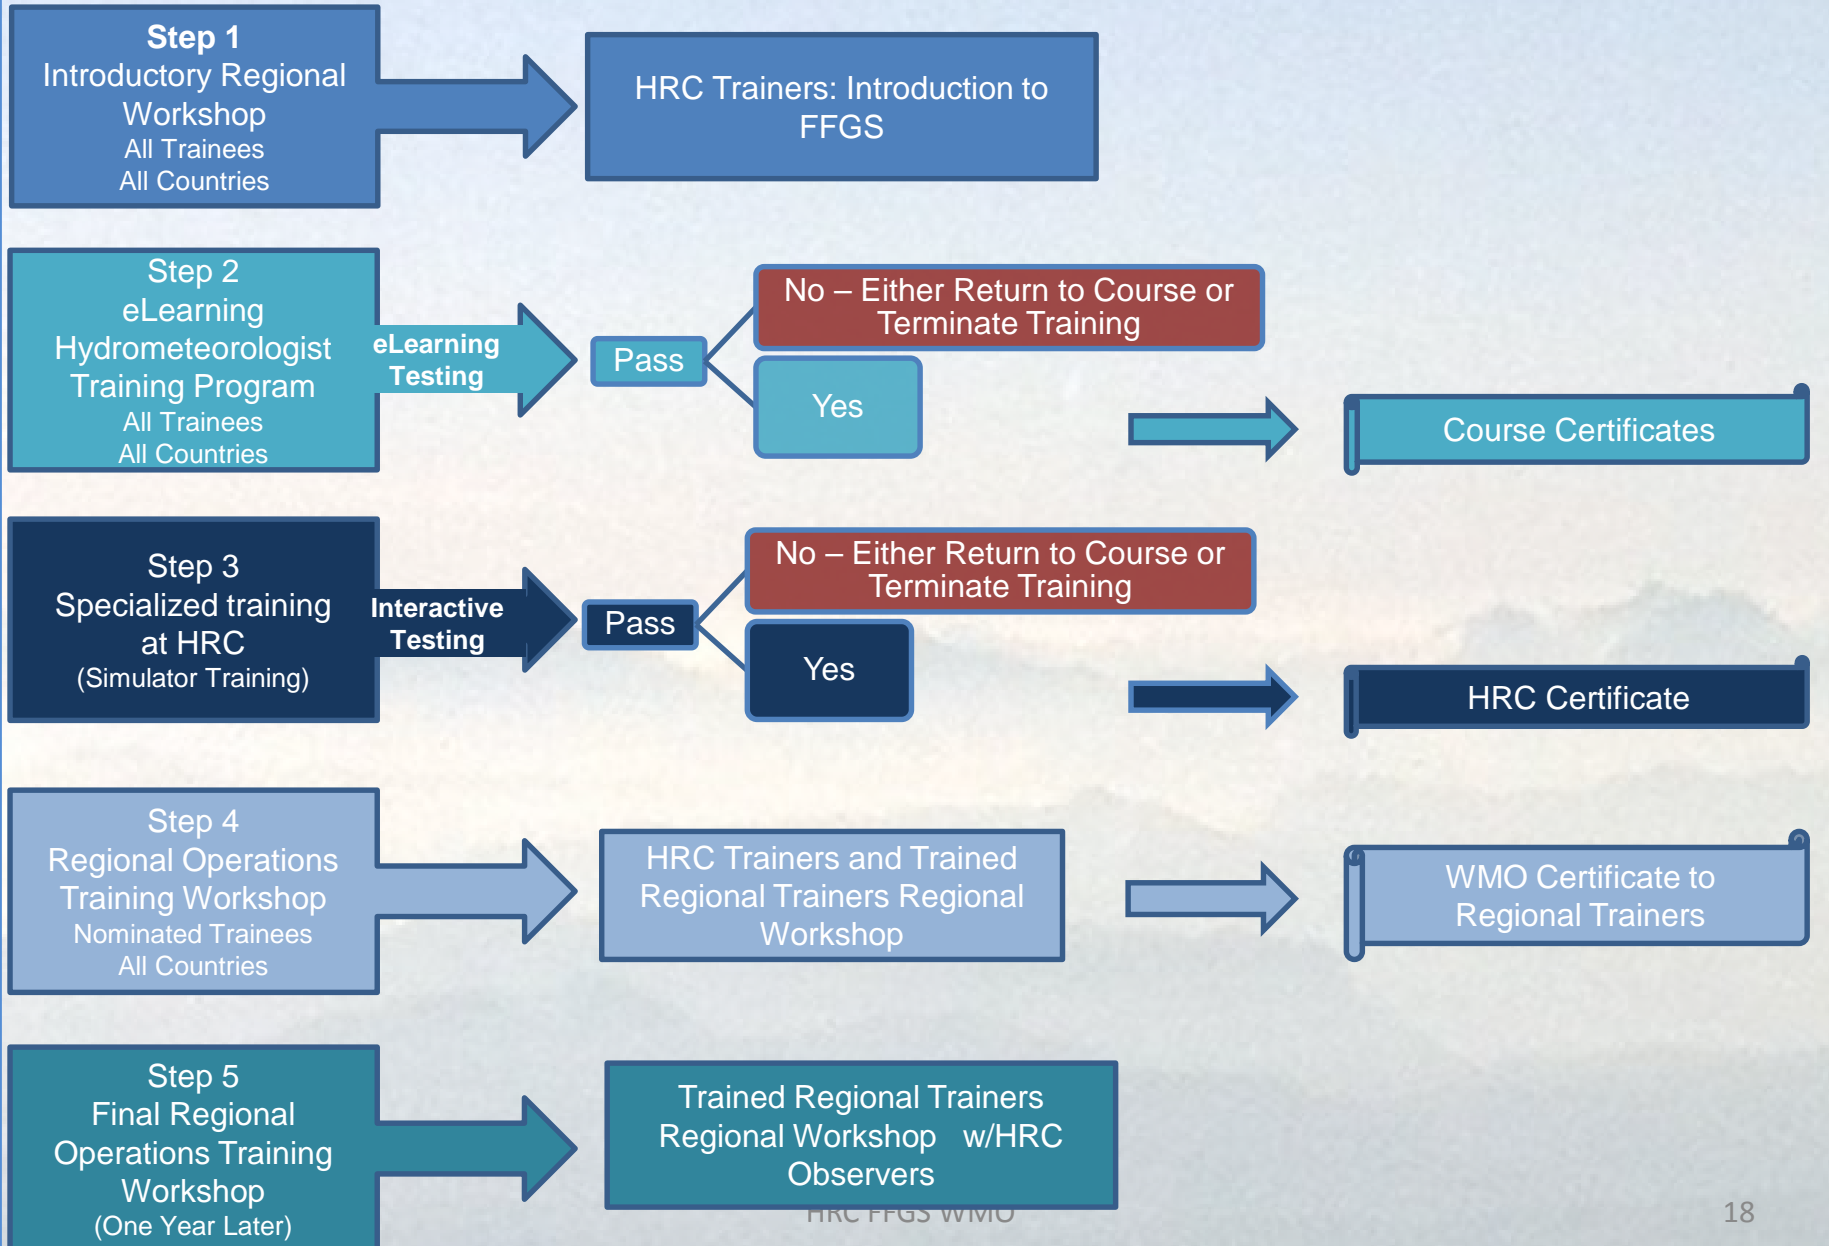 Step 1
Introductory Regional
Workshop
All Trainees
All Countries
HRC Trainers: Introduction to
FFGS
Step 2
eLearning
Hydrometeorologist
Training Program
All Trainees
All Countries
eLearning
Testing
Pass
No – Either Return to Course or
Terminate Training
Yes
Course Certificates
Step 3
Specialized training
at HRC
(Simulator Training)
Interactive
Testing
Pass
No – Either Return to Course or
Terminate Training
Yes
HRC Certificate
Step 4
Regional Operations
Training Workshop
Nominated Trainees
All Countries
HRC Trainers and Trained
Regional Trainers Regional
Workshop
WMO Certificate to
Regional Trainers
Step 5
Final Regional
Operations Training
Workshop
(One Year Later)
Trained Regional Trainers
Regional Workshop w/HRC
Observers
HRC FFGS WMO
18